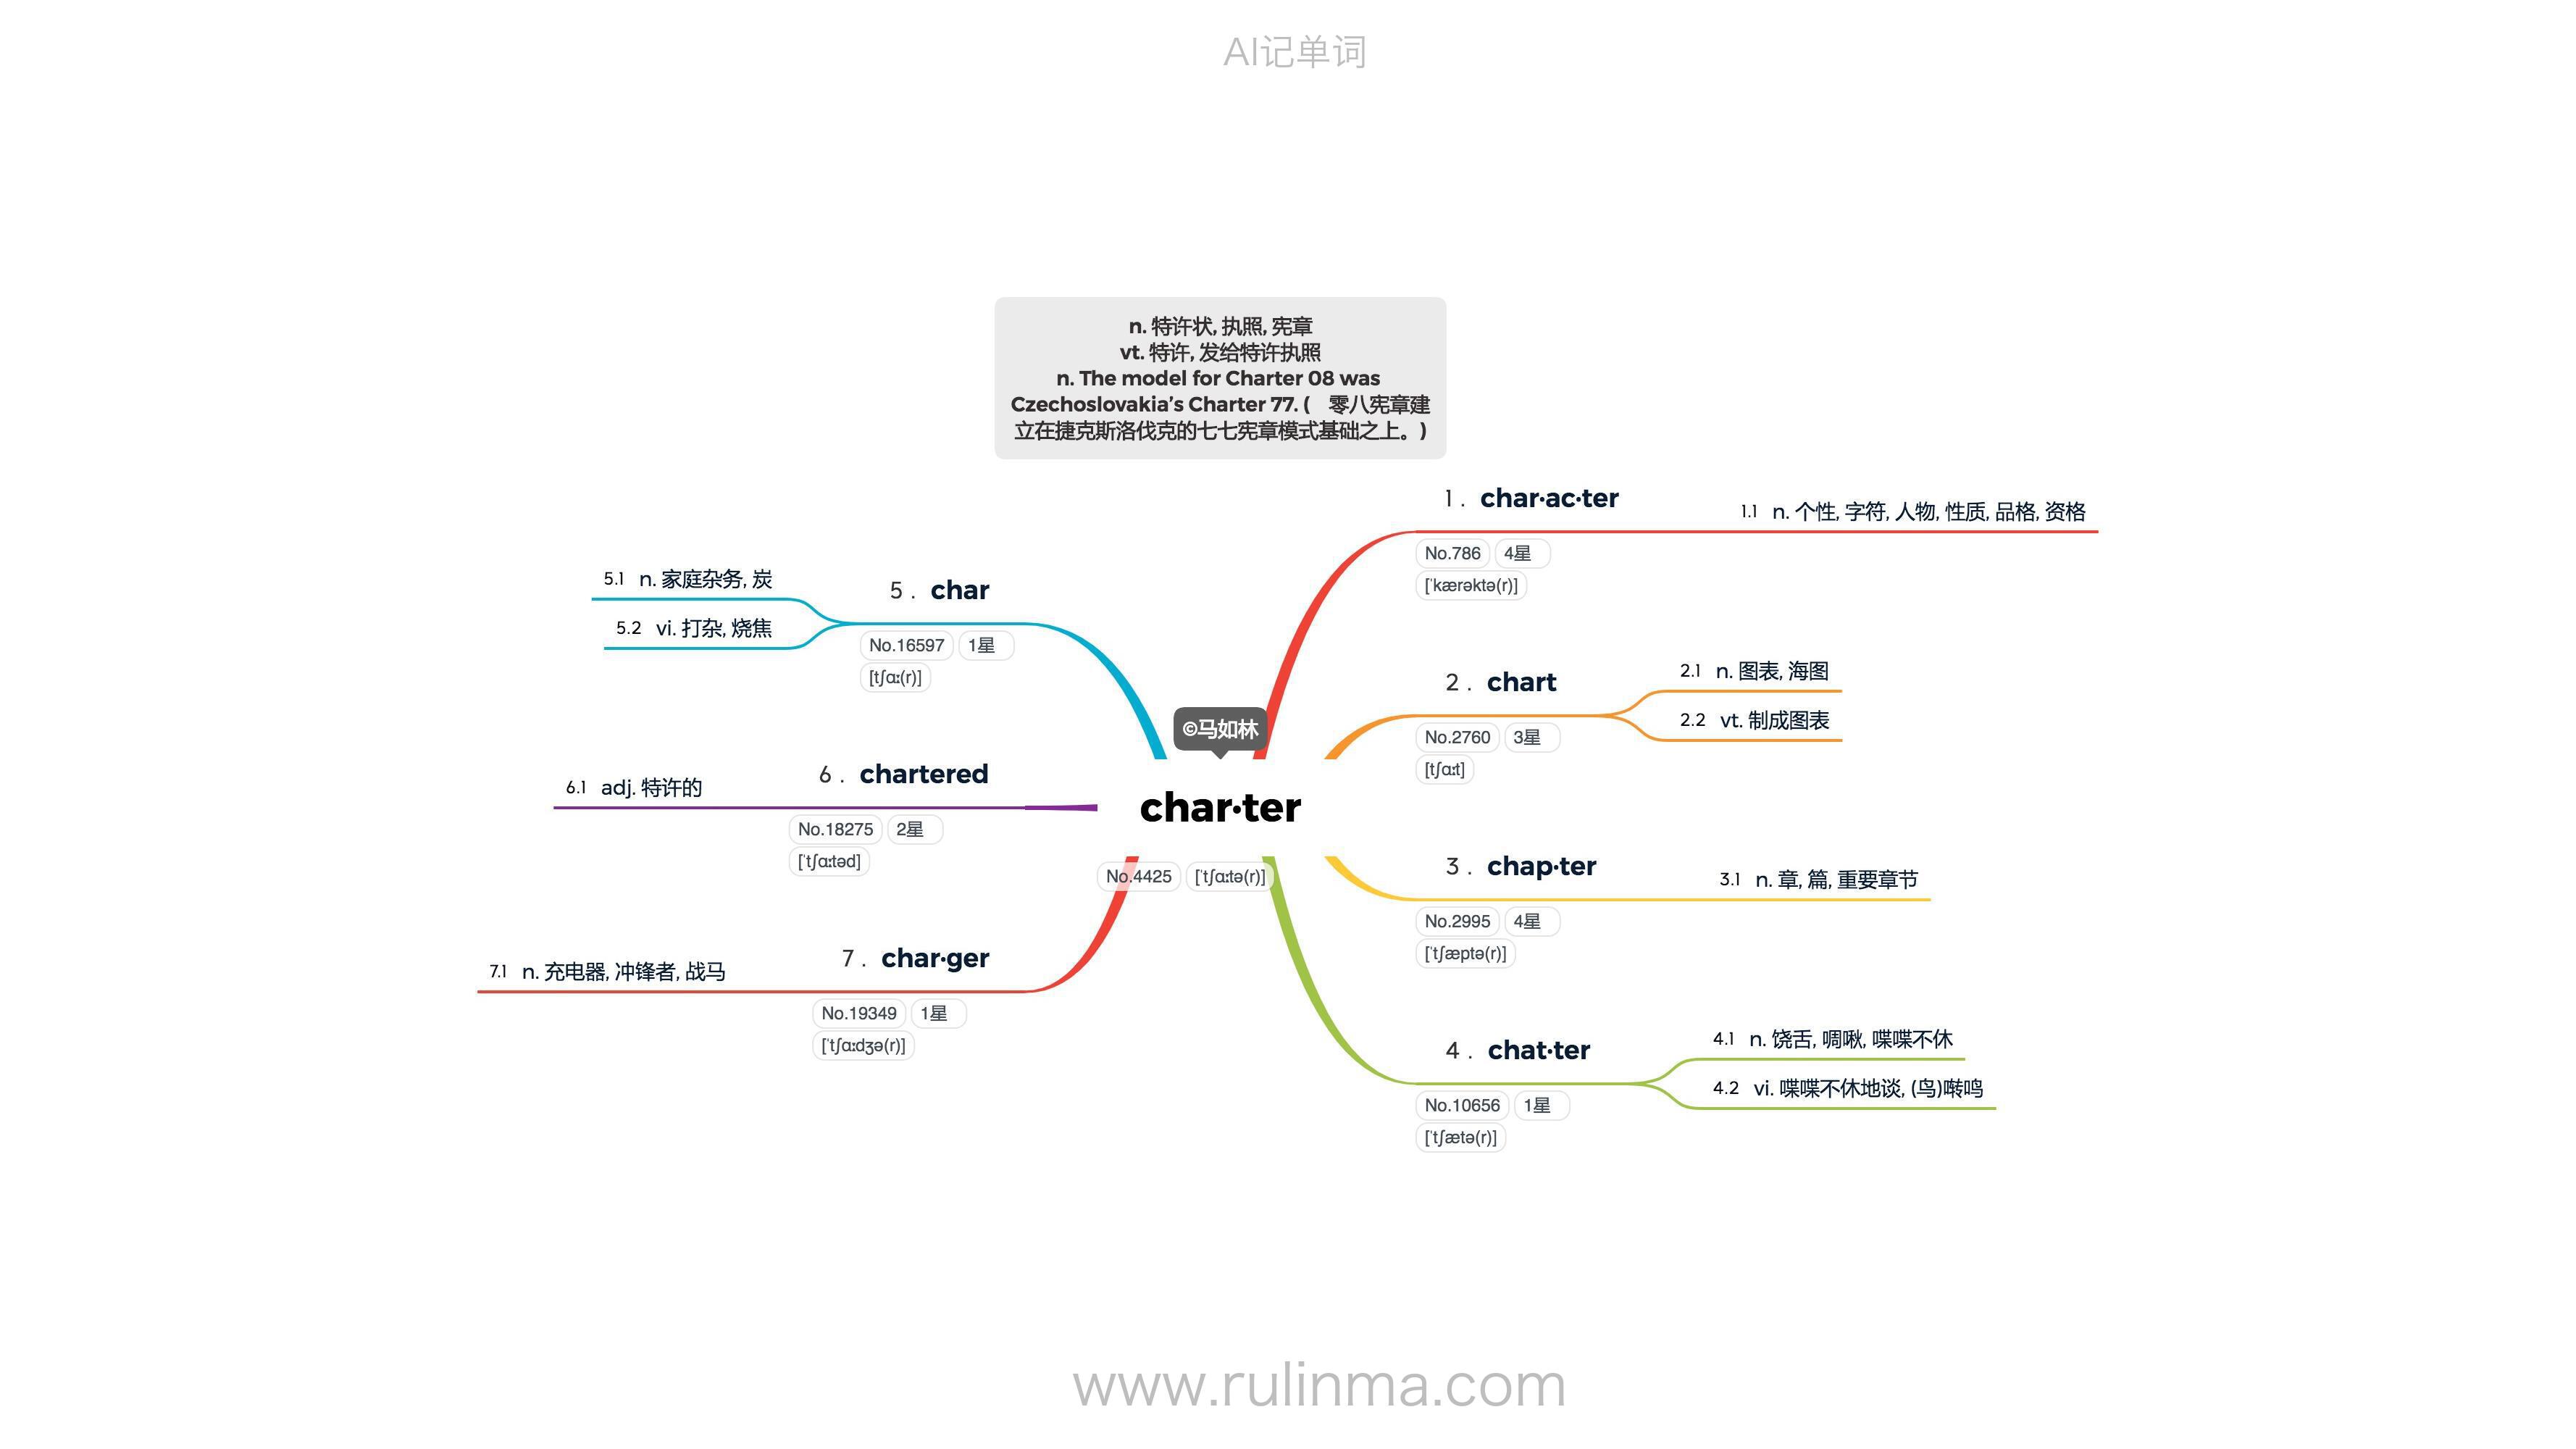 AI记单词
n. 特许状, 执照, 宪章
vt. 特许, 发给特许执照
n. The model for Charter 08 was
Czechoslovakia's Charter 77. ( 零八宪章建
立在捷克斯洛伐克的七七宪章模式基础之上。)
©马如林
char·ter
No.4425 [ˈtʃɑːtə(r)]
1 . char·ac·ter
No.786 4星
[ˈkærəktə(r)]
1.1 n. 个性, 字符, 人物, 性质, 品格, 资格
2 . chart
No.2760 3星
[tʃɑːt]
2.1 n. 图表, 海图
2.2 vt. 制成图表
3 . chap·ter
No.2995 4星
[ˈtʃæptə(r)]
3.1 n. 章, 篇, 重要章节
4 . chat·ter
No.10656 1星
[ˈtʃætə(r)]
4.1 n. 饶舌, 啁啾, 喋喋不休
4.2 vi. 喋喋不休地谈, (鸟)啭鸣
5 . char
No.16597 1星
[tʃɑː(r)]
5.1 n. 家庭杂务, 炭
5.2 vi. 打杂, 烧焦
6 . chartered
No.18275 2星
[ˈtʃɑːtəd]
6.1 adj. 特许的
7 . char·ger
No.19349 1星
[ˈtʃɑːdʒə(r)]
7.1 n. 充电器, 冲锋者, 战马
www.rulinma.com